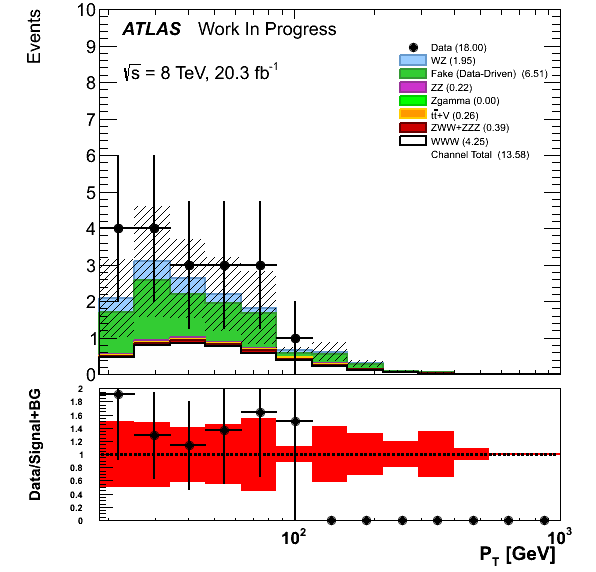 Events
10
9
8
7
6
5
4
3
2
1
0
ATLAS Work In Progress
√s = 8 TeV, 20.3 fb⁻¹
Data (18.00)
WZ (1.95)
Fake (Data-Driven) (6.51)
ZZ (0.22)
Zgamma (0.00)
tt̄+V (0.26)
ZWW+ZZZ (0.39)
WWW (4.25)
Channel Total (13.58)
Data/Signal+BG
2
1.8
1.6
1.4
1.2
1
0.8
0.6
0.4
0.2
0
10² 10³
P_T [GeV]